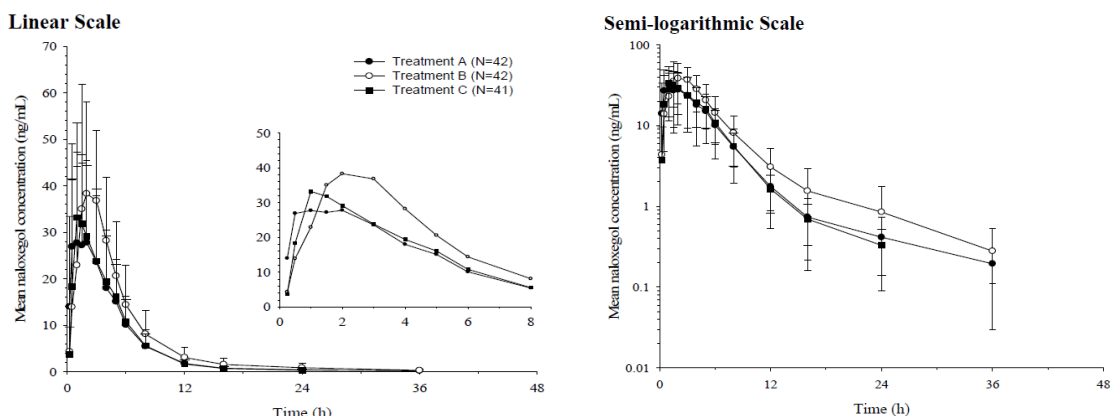 Linear Scale
Mean naloxegol concentration (ng/mL)
70
60
50
40
30
20
10
0
Treatment A (N=42)
Treatment B (N=42)
Treatment C (N=41)
50
40
30
20
10
0
0 2 4 6 8
0 12 24 36 48
Time (h)
Semi-logarithmic Scale
Mean naloxegol concentration (ng/mL)
100
10
1
0.1
0.01
0 12 24 36 48
Time (h)